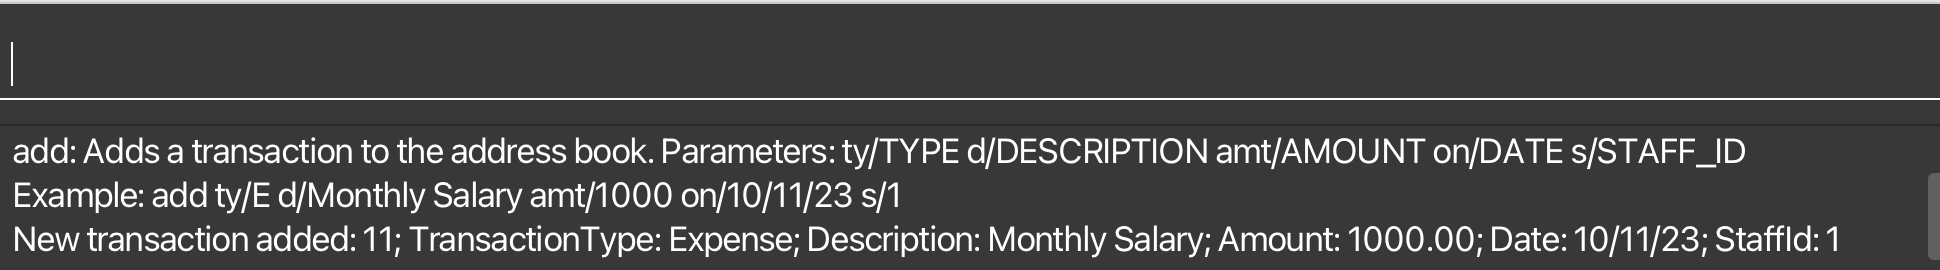 add: Adds a transaction to the address book. Parameters: ty/TYPE d/DESCRIPTION amt/AMOUNT on/DATE s/STAFF_ID
Example: add ty/E d/Monthly Salary amt/1000 on/10/11/23 s/1
New transaction added: 11; TransactionType: Expense; Description: Monthly Salary; Amount: 1000.00; Date: 10/11/23; StaffId: 1